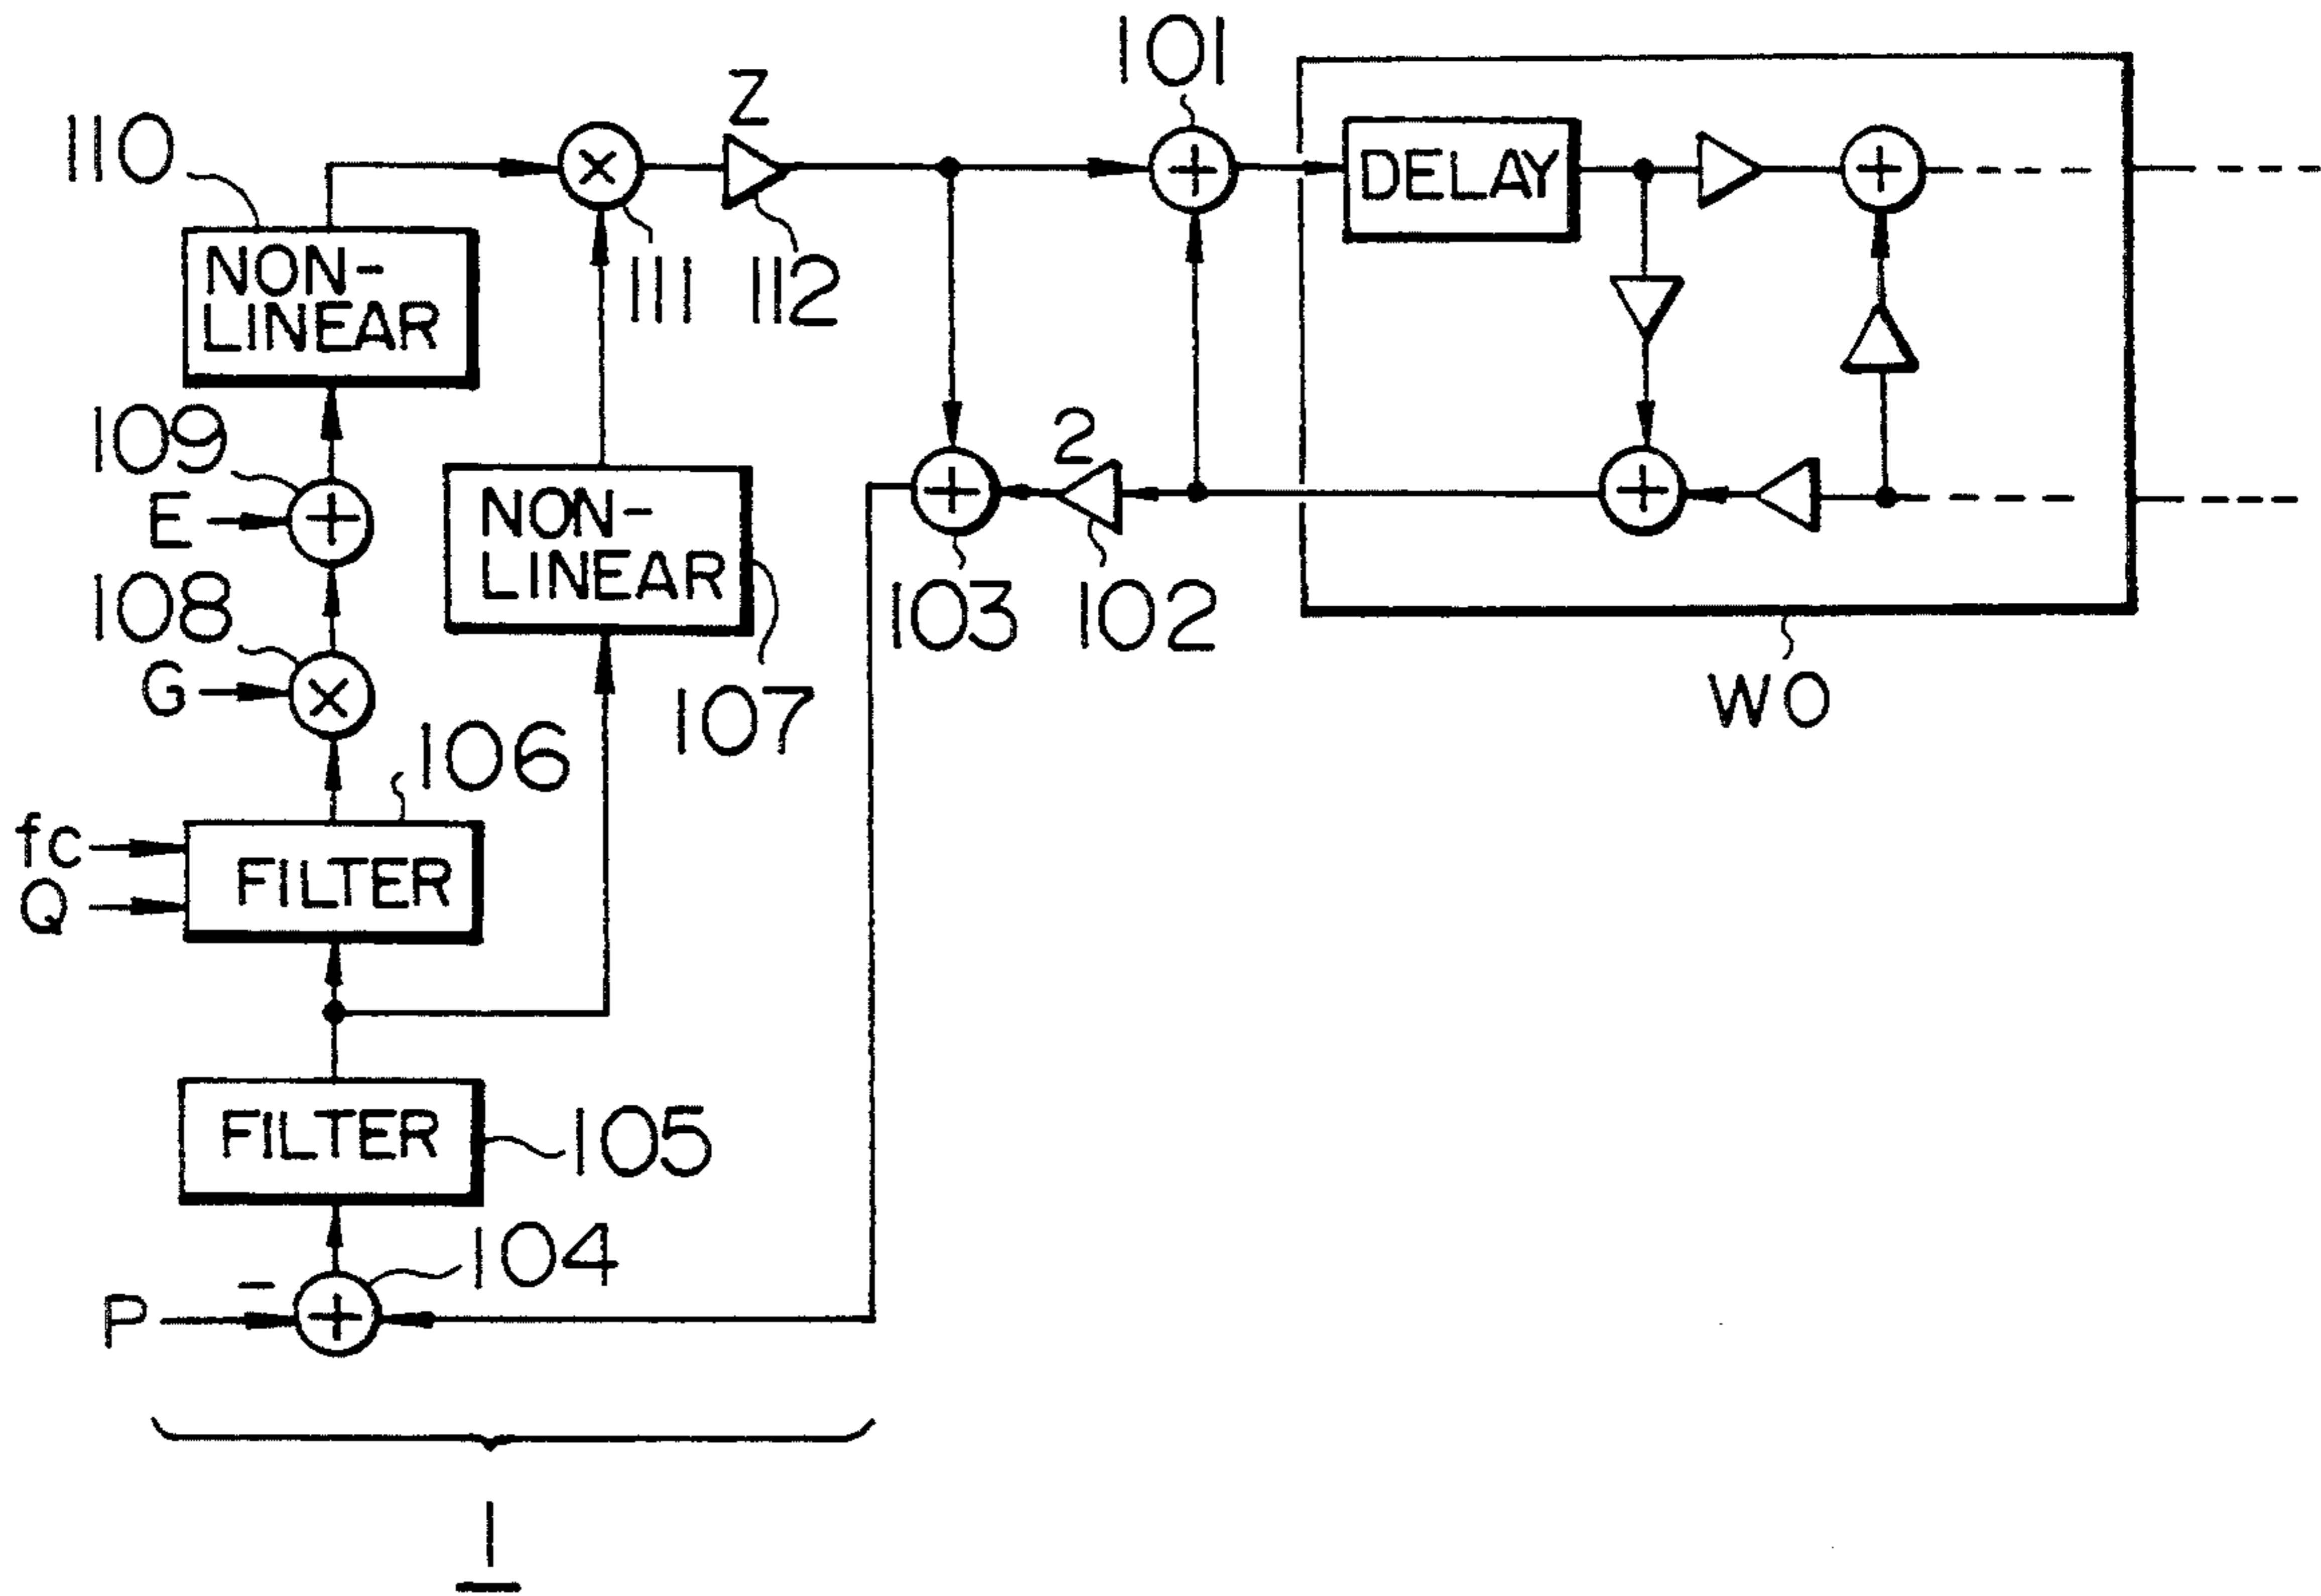 101
Z
110
DELAY
NON-
LINEAR
111
112
109
E
2
NON-
LINEAR
108
103
102
G
107
W0
106
fc
Q
FILTER
FILTER
105
104
-
P
1